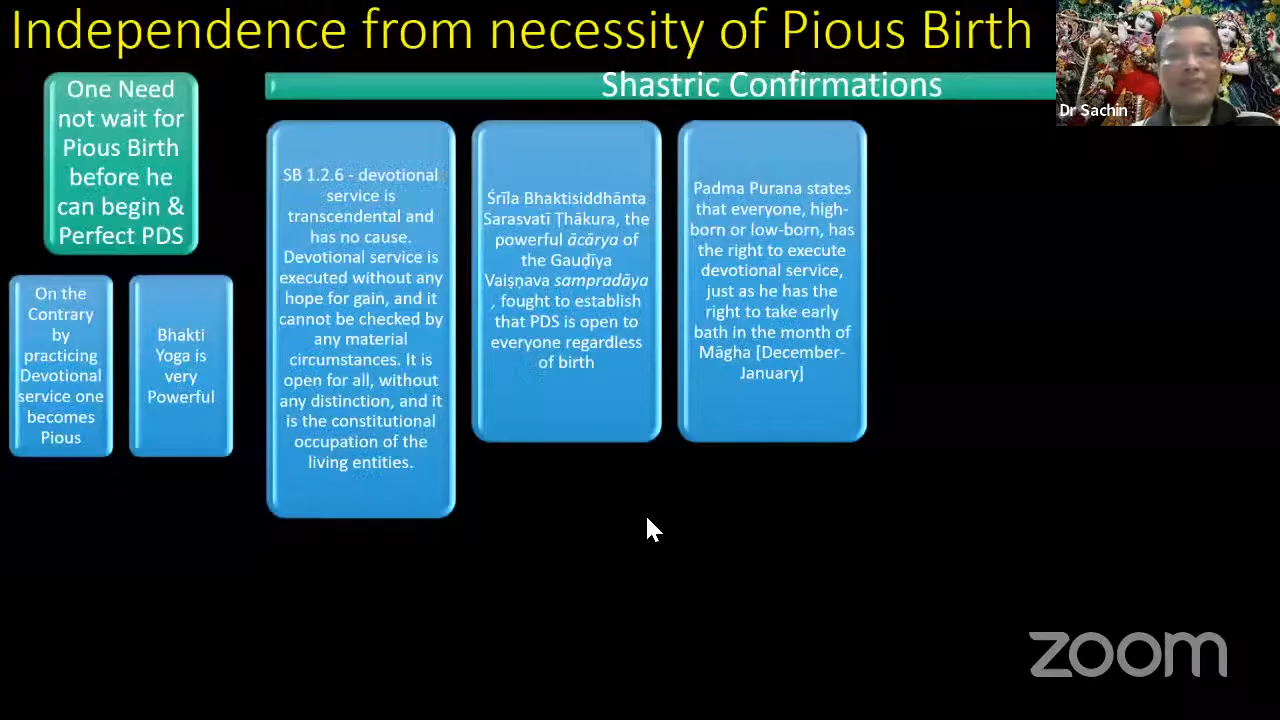 Independence from necessity of Pious Birth
Dr Sachin
One Need
not wait for
Pious Birth
before he
can begin &
Perfect PDS
On the
Contrary
by
practicing
Devotional
service one
becomes
Pious
Bhakti
Yoga is
very
Powerful
Shastric Confirmations
SB 1.2.6 - devotional
service is
transcendental and
has no cause.
Devotional service is
executed without any
hope for gain, and it
cannot be checked by
any material
circumstances. It is
open for all, without
any distinction, and it
is the constitutional
occupation of the
living entities.
Śrīla Bhaktisiddhānta
Sarasvatī Ṭhākura, the
powerful ācārya of
the Gauḍīya
Vaiṣṇava sampradāya
, fought to establish
that PDS is open to
everyone regardless
of birth
Padma Purana states
that everyone, high-
born or low-born, has
the right to execute
devotional service,
just as he has the
right to take early
bath in the month of
Māgha [December-
January]
zoom